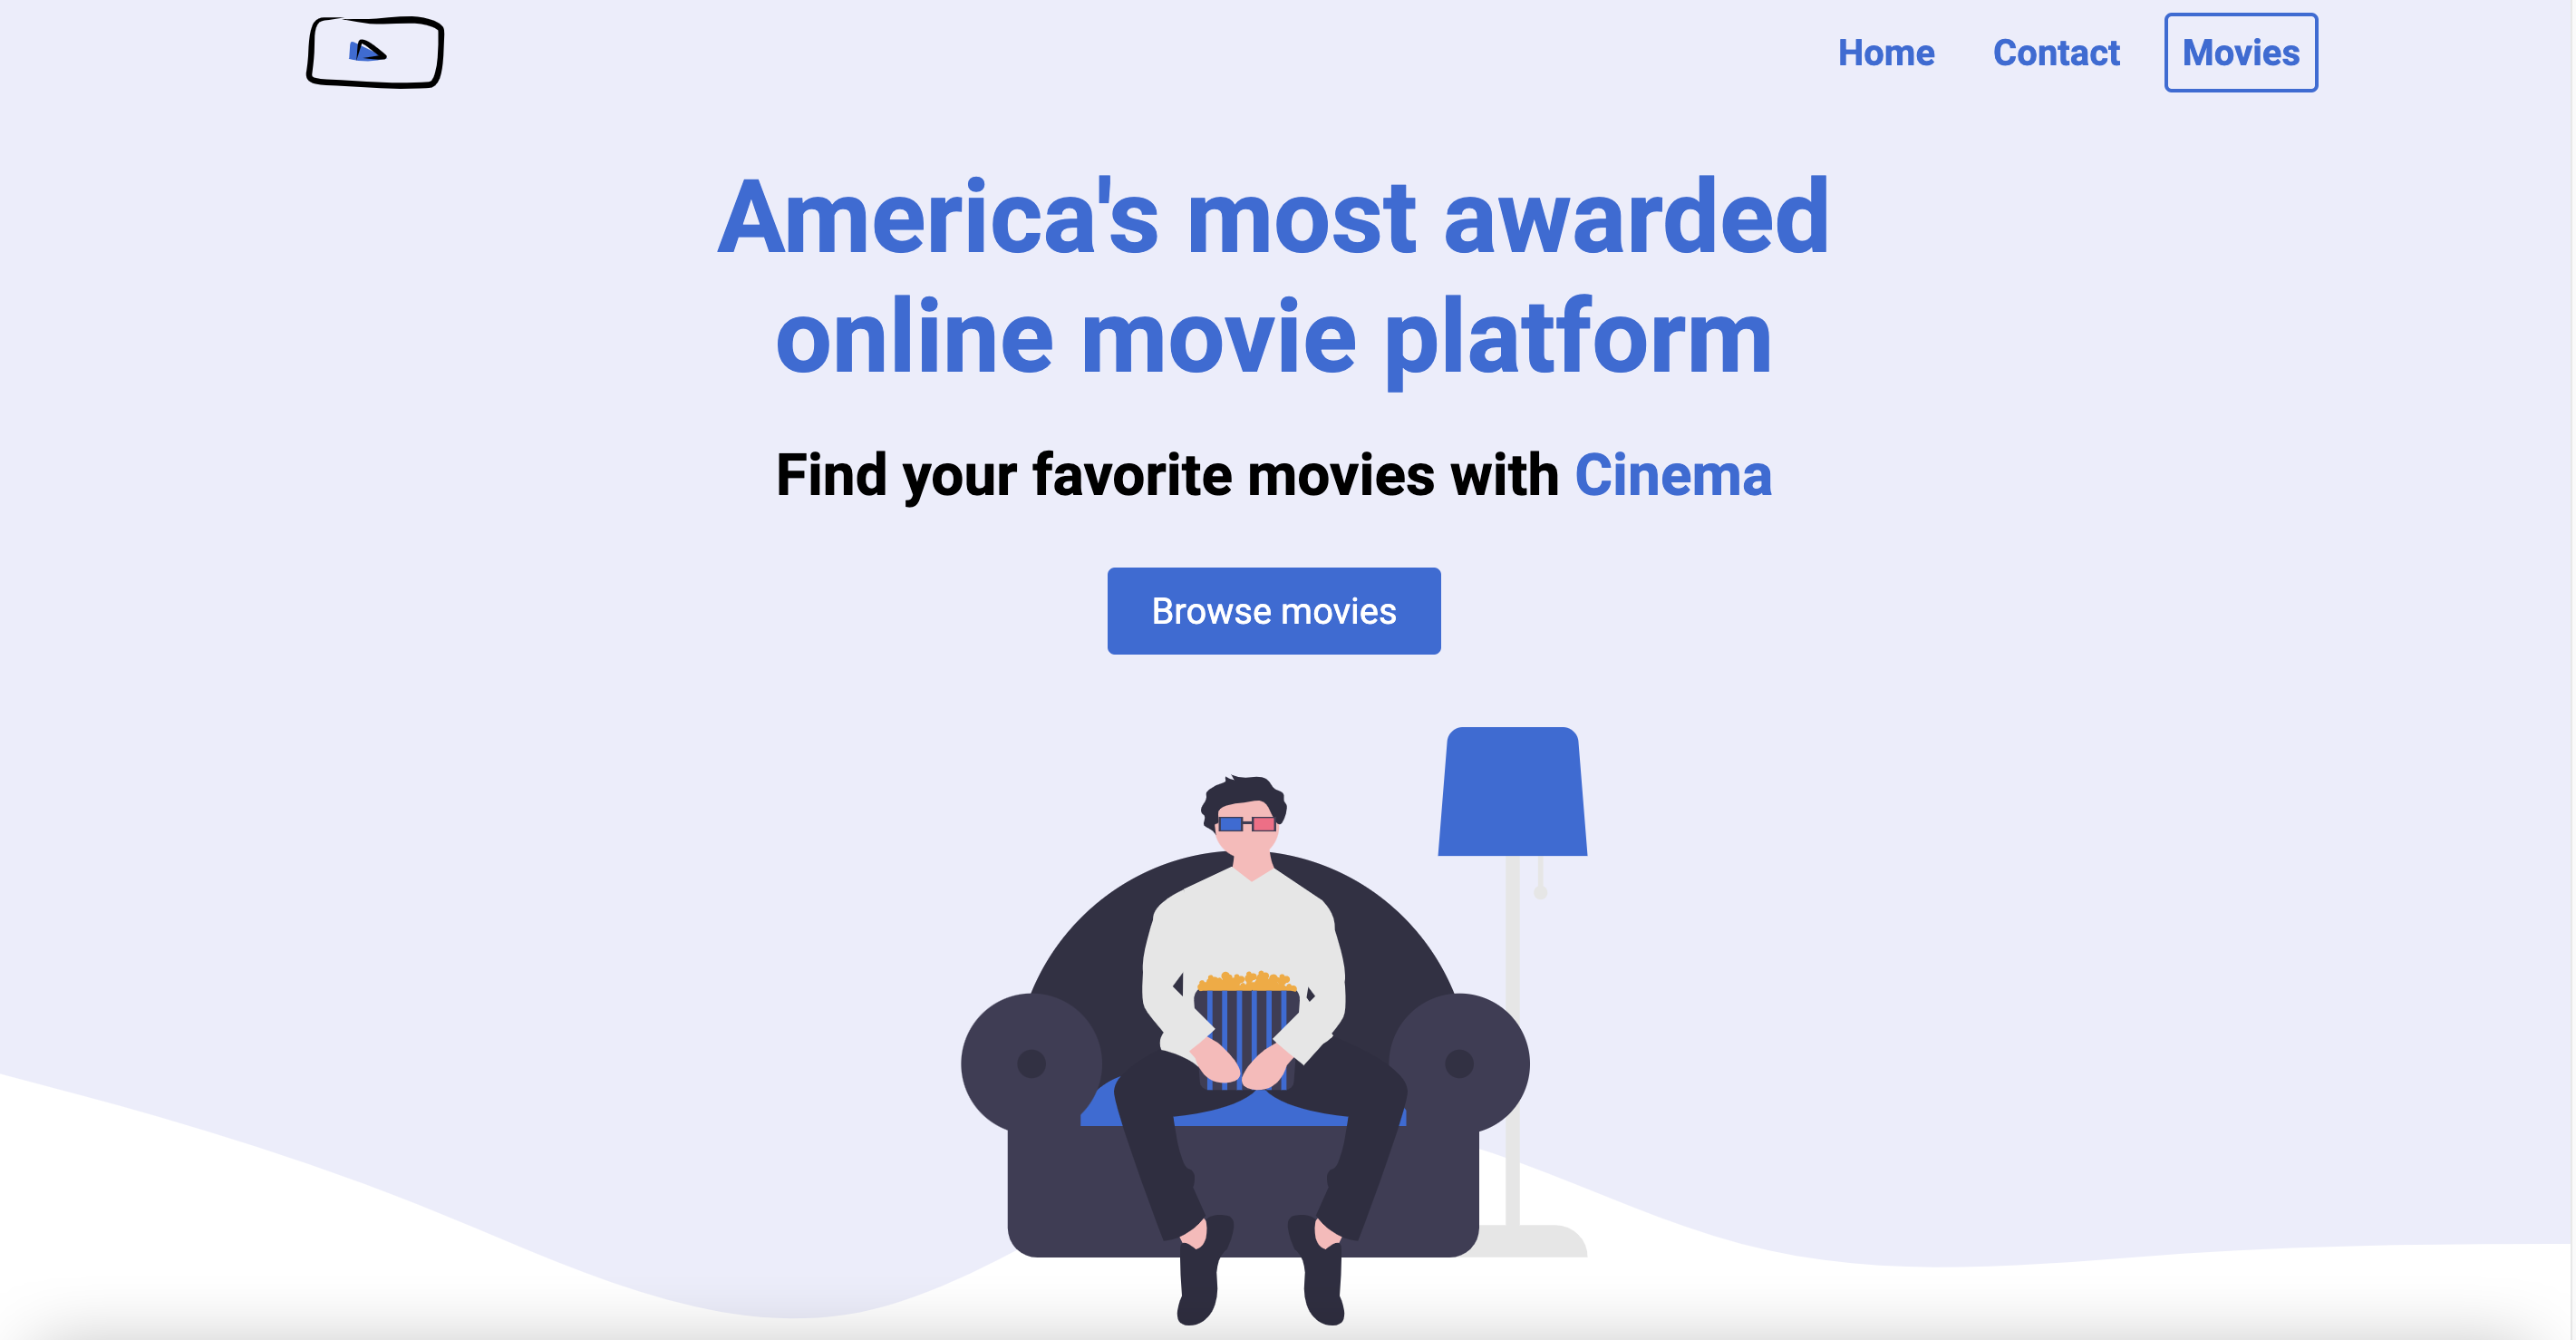 Home Contact Movies
America's most awarded
online movie platform
Find your favorite movies with Cinema
Browse movies